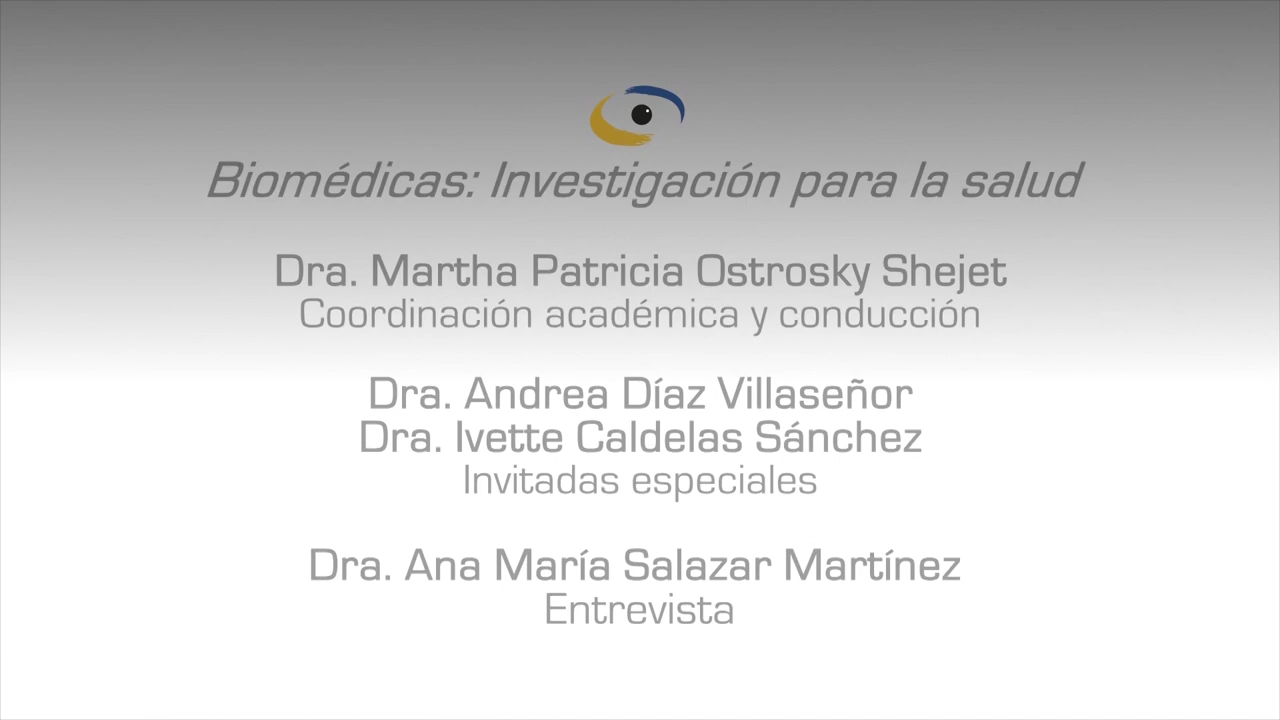 Biomédicas: Investigación para la salud
Dra. Martha Patricia Ostrosky Shejet
Coordinación académica y conducción
Dra. Andrea Díaz Villaseñor
Dra. Ivette Caldelas Sánchez
Invitadas especiales
Dra. Ana María Salazar Martínez
Entrevista